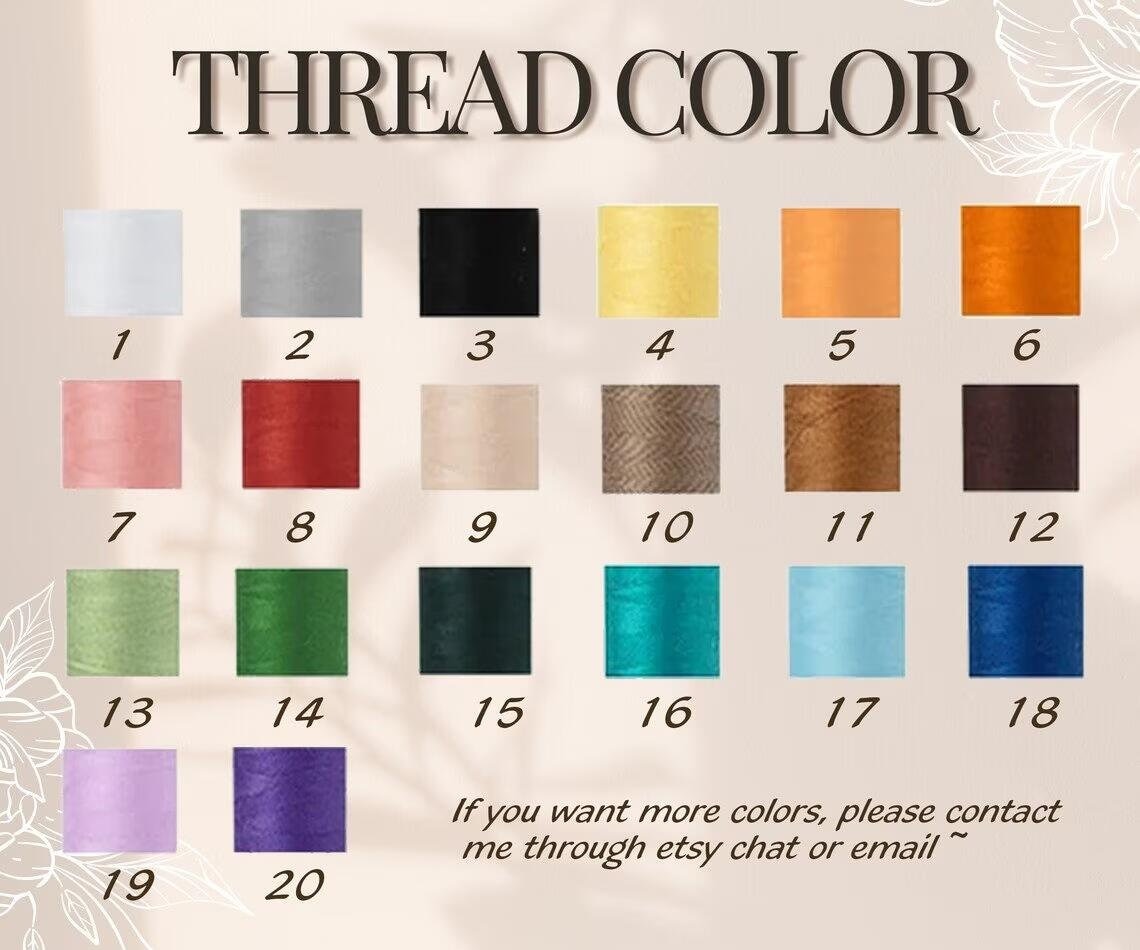 THREAD COLOR
1 2 3 4 5 6
7 8 9 10 11 12
13 14 15 16 17 18
19 20
If you want more colors, please contact
me through etsy chat or email ~